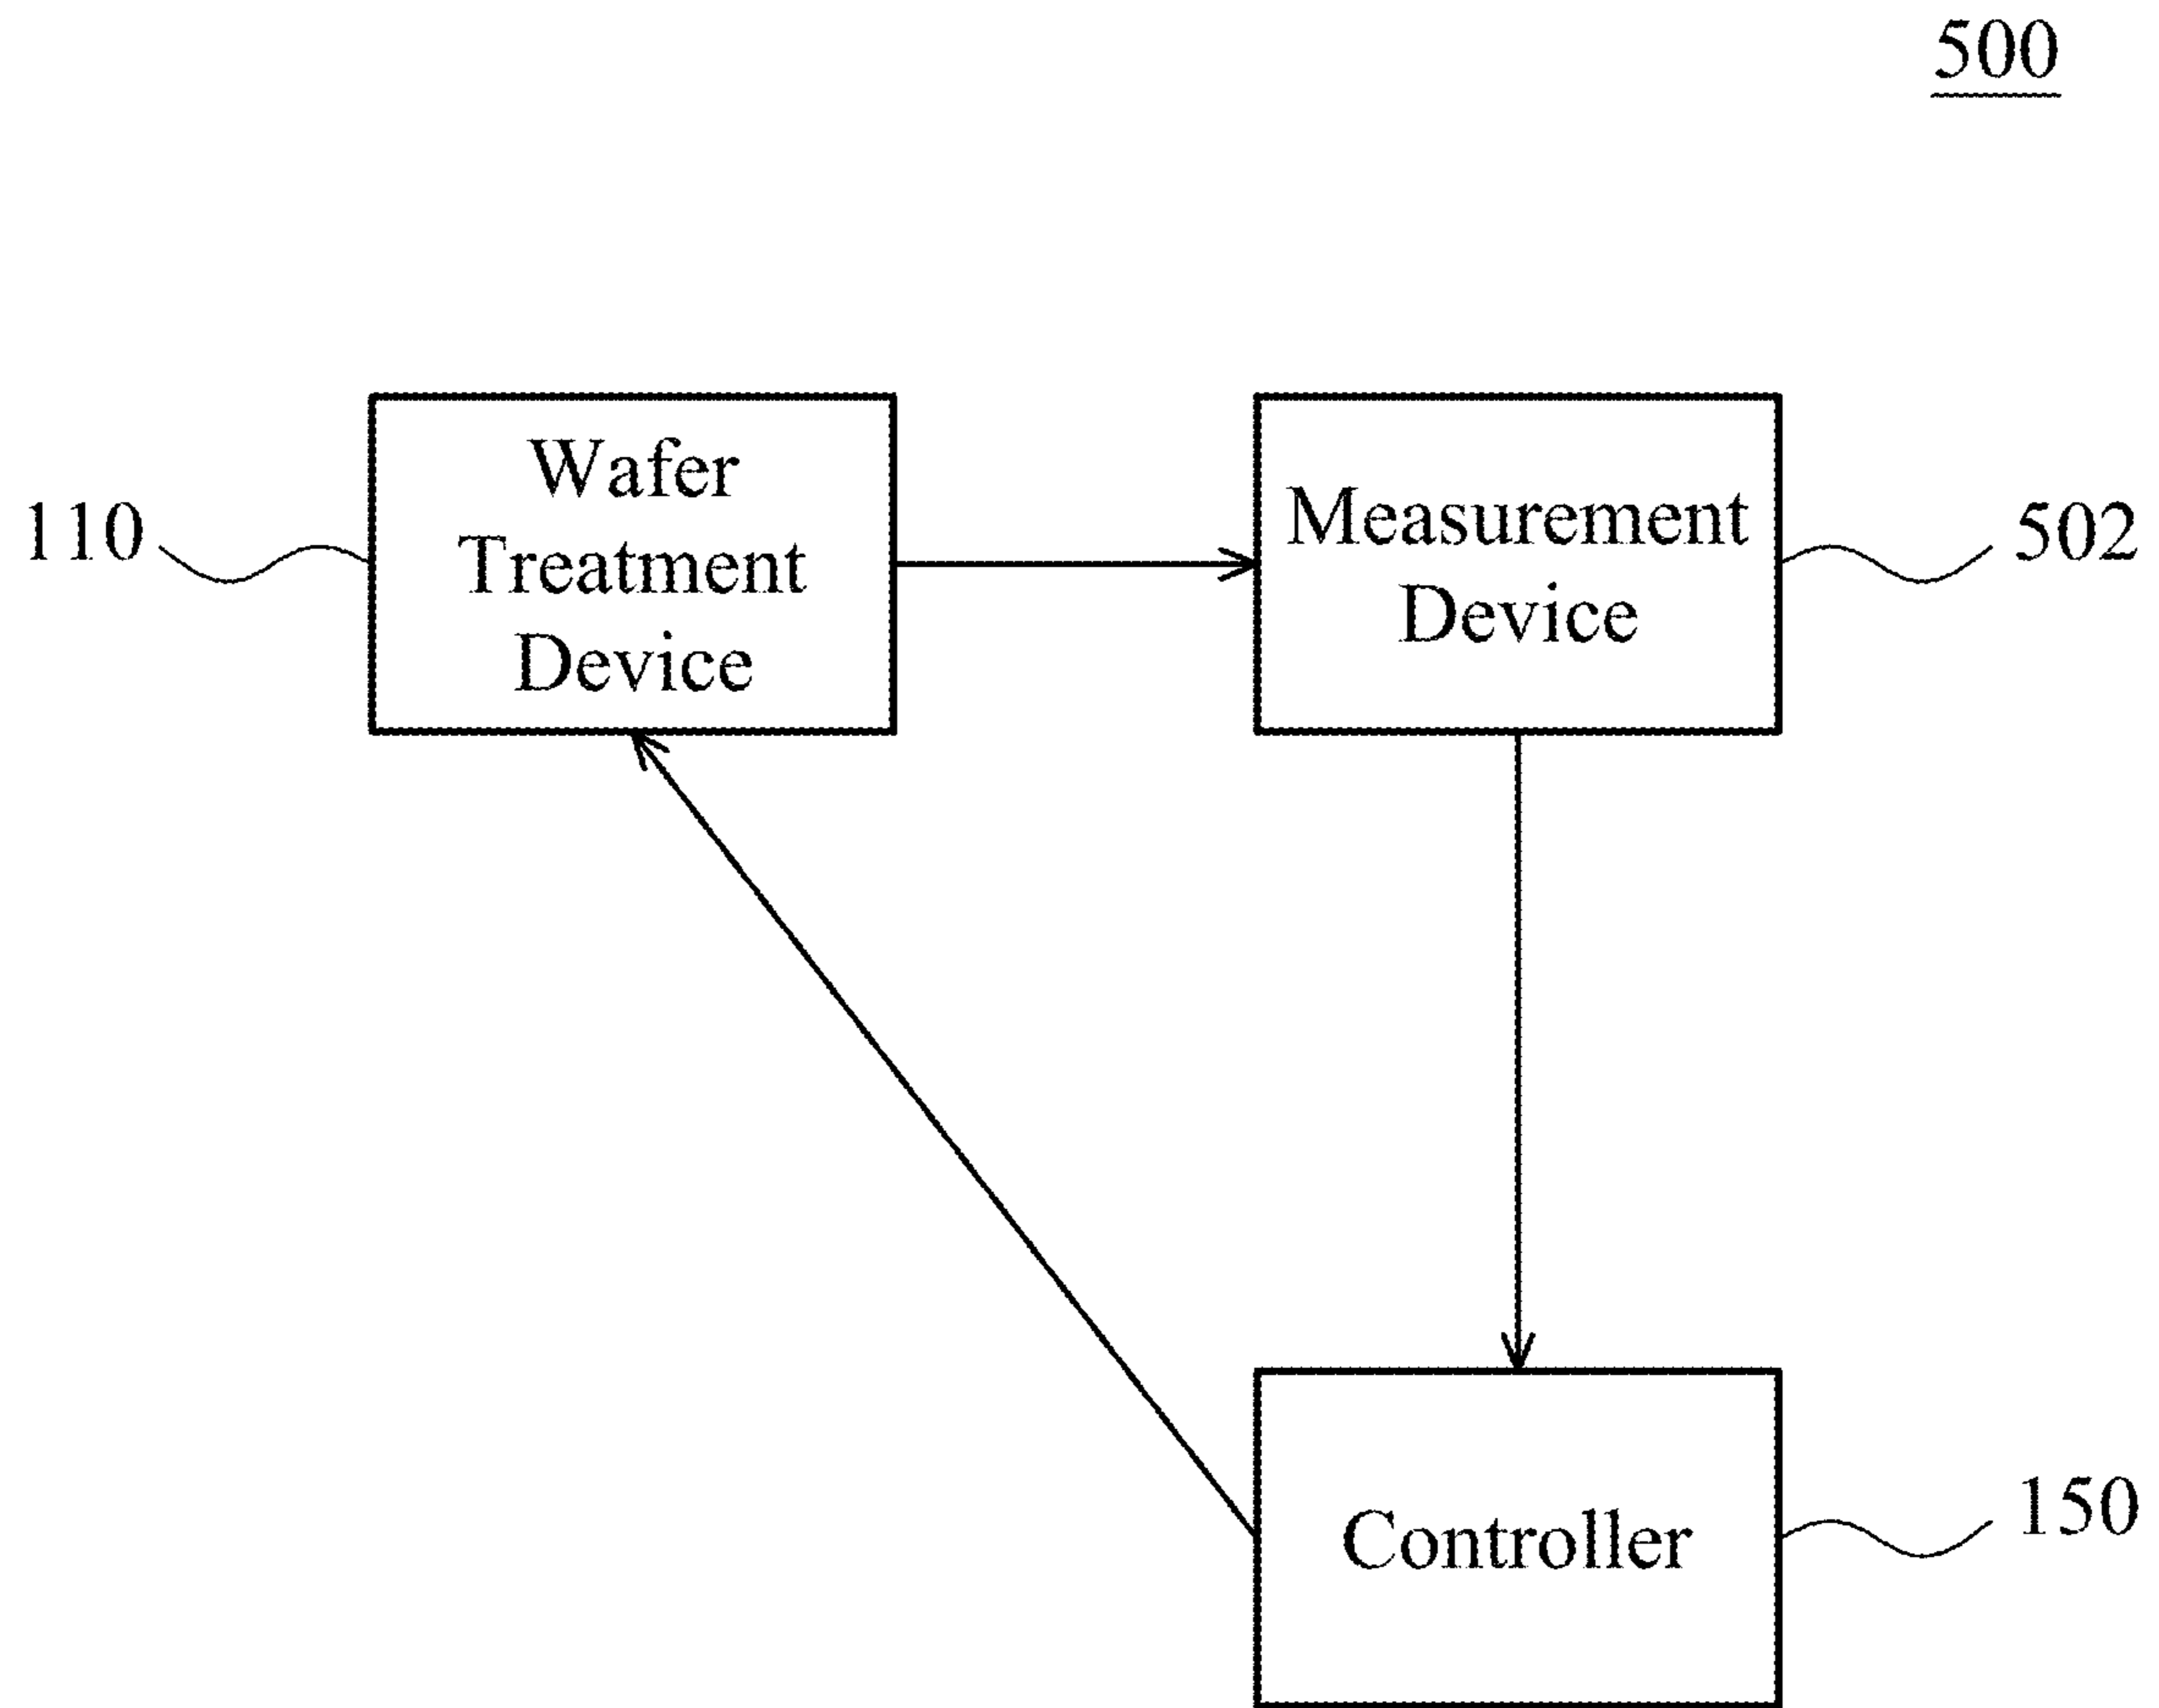 500
Wafer
Treatment
Device
110
Measurement
Device
502
Controller
150